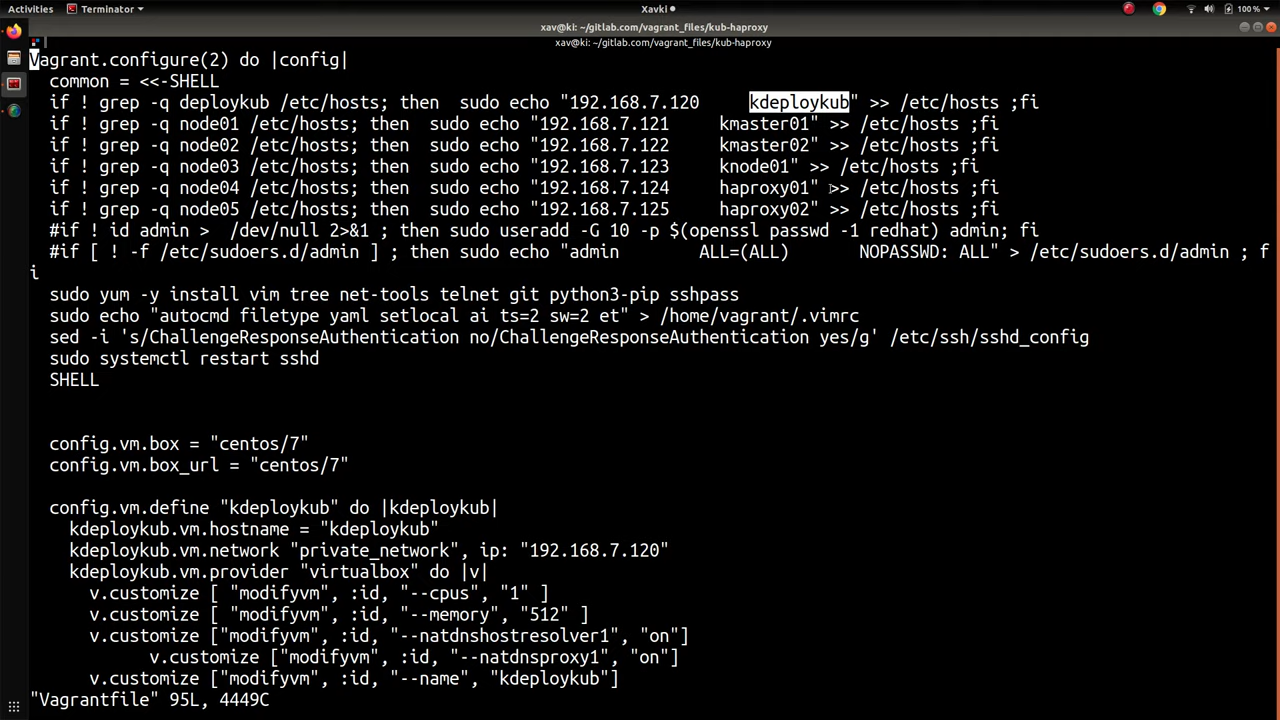 Activities
Terminator
Xavki
100 %
xav@ki: ~/gitlab.com/vagrant_files/kub-haproxy
xav@ki: ~/gitlab.com/vagrant_files/kub-haproxy
Vagrant.configure(2) do |config|
common = <<-SHELL
if ! grep -q deploykub /etc/hosts; then  sudo echo "192.168.7.120     kdeploykub" >> /etc/hosts ;fi
if ! grep -q node01 /etc/hosts; then  sudo echo "192.168.7.121     kmaster01" >> /etc/hosts ;fi
if ! grep -q node02 /etc/hosts; then  sudo echo "192.168.7.122     kmaster02" >> /etc/hosts ;fi
if ! grep -q node03 /etc/hosts; then  sudo echo "192.168.7.123     knode01" >> /etc/hosts ;fi
if ! grep -q node04 /etc/hosts; then  sudo echo "192.168.7.124     haproxy01" >> /etc/hosts ;fi
if ! grep -q node05 /etc/hosts; then  sudo echo "192.168.7.125     haproxy02" >> /etc/hosts ;fi
#if ! id admin >  /dev/null 2>&1 ; then sudo useradd -G 10 -p $(openssl passwd -1 redhat) admin; fi
#if [ ! -f /etc/sudoers.d/admin ] ; then sudo echo "admin        ALL=(ALL)       NOPASSWD: ALL" > /etc/sudoers.d/admin ; f
i
sudo yum -y install vim tree net-tools telnet git python3-pip sshpass
sudo echo "autocmd filetype yaml setlocal ai ts=2 sw=2 et" > /home/vagrant/.vimrc
sed -i 's/ChallengeResponseAuthentication no/ChallengeResponseAuthentication yes/g' /etc/ssh/sshd_config
sudo systemctl restart sshd
SHELL
config.vm.box = "centos/7"
config.vm.box_url = "centos/7"
config.vm.define "kdeploykub" do |kdeploykub|
kdeploykub.vm.hostname = "kdeploykub"
kdeploykub.vm.network "private_network", ip: "192.168.7.120"
kdeploykub.vm.provider "virtualbox" do |v|
v.customize [ "modifyvm", :id, "--cpus", "1" ]
v.customize [ "modifyvm", :id, "--memory", "512" ]
v.customize ["modifyvm", :id, "--natdnshostresolver1", "on"]
v.customize ["modifyvm", :id, "--natdnsproxy1", "on"]
v.customize ["modifyvm", :id, "--name", "kdeploykub"]
"Vagrantfile" 95L, 4449C